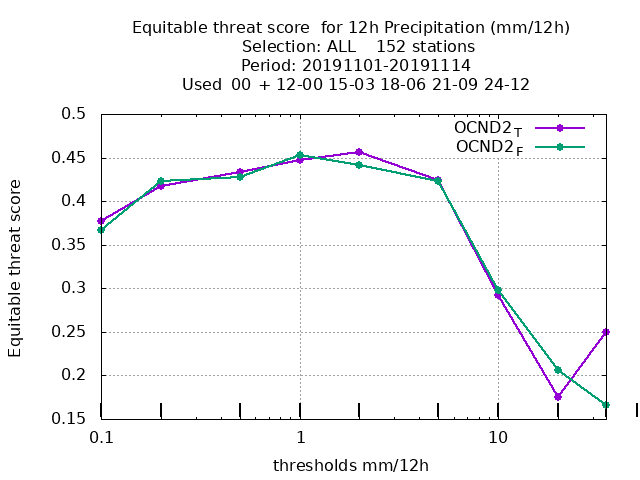 Equitable threat score  for 12h Precipitation (mm/12h)
Selection: ALL    152 stations
Period: 20191101-20191114
Used  00 + 12-00 15-03 18-06 21-09 24-12
OCND2T
OCND2F
Equitable threat score
0.5
0.45
0.4
0.35
0.3
0.25
0.2
0.15
0.1 1 10
thresholds mm/12h